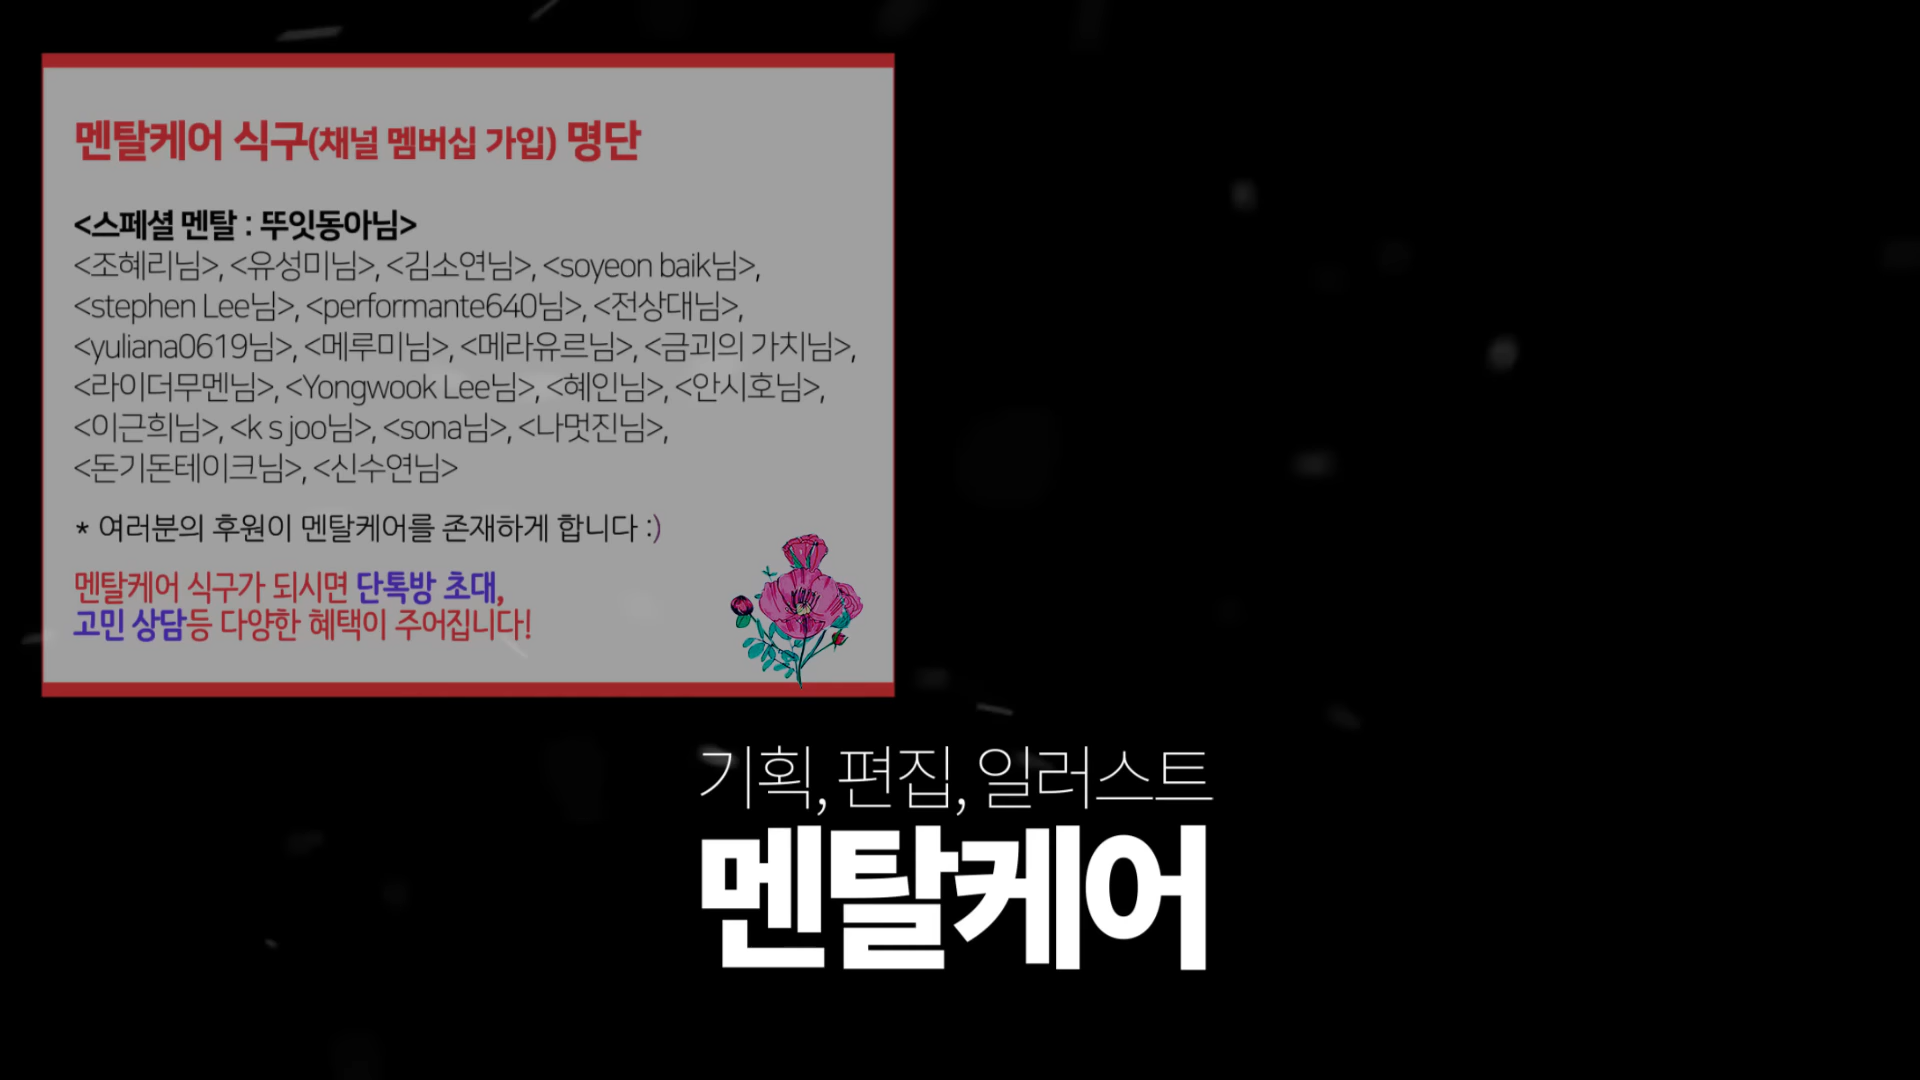 멘탈케어 식구(채널 멤버십 가입) 명단
<스페셜 멘탈 : 뚜잇동아님>
<조혜리님>, <유성미님>, <김소연님>, <soyeon baik님>,
<stephen Lee님>, <performante640님>, <전상대님>,
<yuliana0619님>, <메루미님>, <메라유르님>, <금괴의 가치님>,
<라이더무멘님>, <Yongwook Lee님>, <혜인님>, <안시호님>,
<이근희님>, <k s joo님>, <sona님>, <나멋진님>,
<돈기돈테이크님>, <신수연님>
* 여러분의 후원이 멘탈케어를 존재하게 합니다 :)
멘탈케어 식구가 되시면 단톡방 초대,
고민 상담등 다양한 혜택이 주어집니다!
기획, 편집, 일러스트
멘탈케어